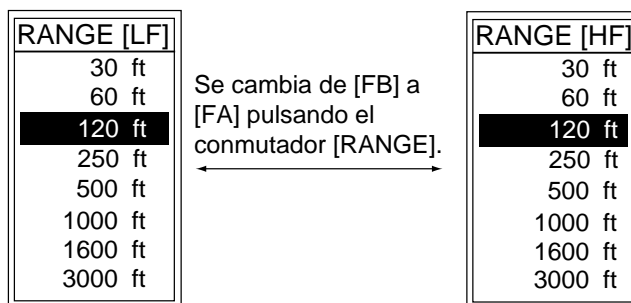 RANGE [LF]
30 ft
60 ft
120 ft
250 ft
500 ft
1000 ft
1600 ft
3000 ft
Se cambia de [FB] a
[FA] pulsando el
conmutador [RANGE].
RANGE [HF]
30 ft
60 ft
120 ft
250 ft
500 ft
1000 ft
1600 ft
3000 ft